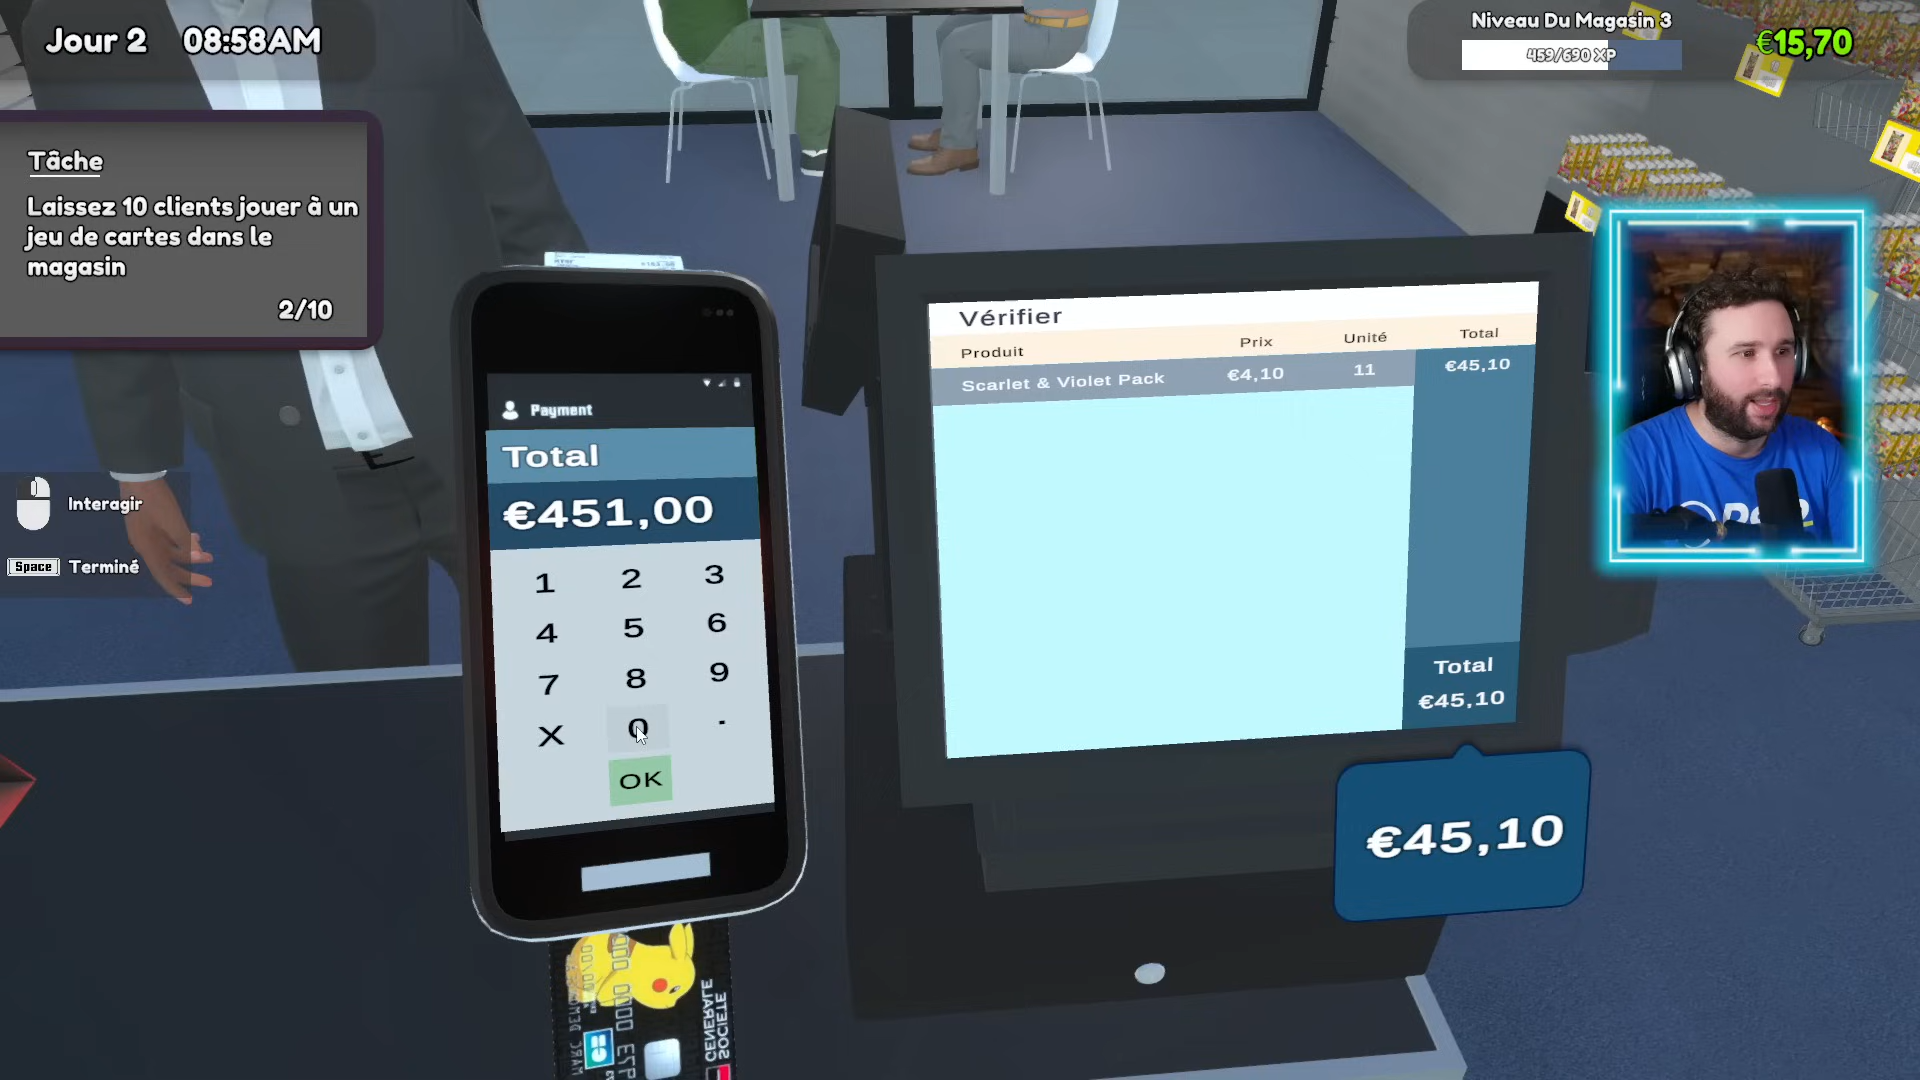 Jour 2 08:58AM
Niveau Du Magasin 3
459/690 XP
€15,70
Tâche
Laissez 10 clients jouer à un
jeu de cartes dans le
magasin
2/10
Interagir
Space Terminé
Payment
Total
€451,00
1 2 3
4 5 6
7 8 9
X 0 .
OK
Vérifier
Produit Prix Unité Total
Scarlet & Violet Pack €4,10 11 €45,10
Total
€45,10
€45,10
SOCIETE
GENERALE